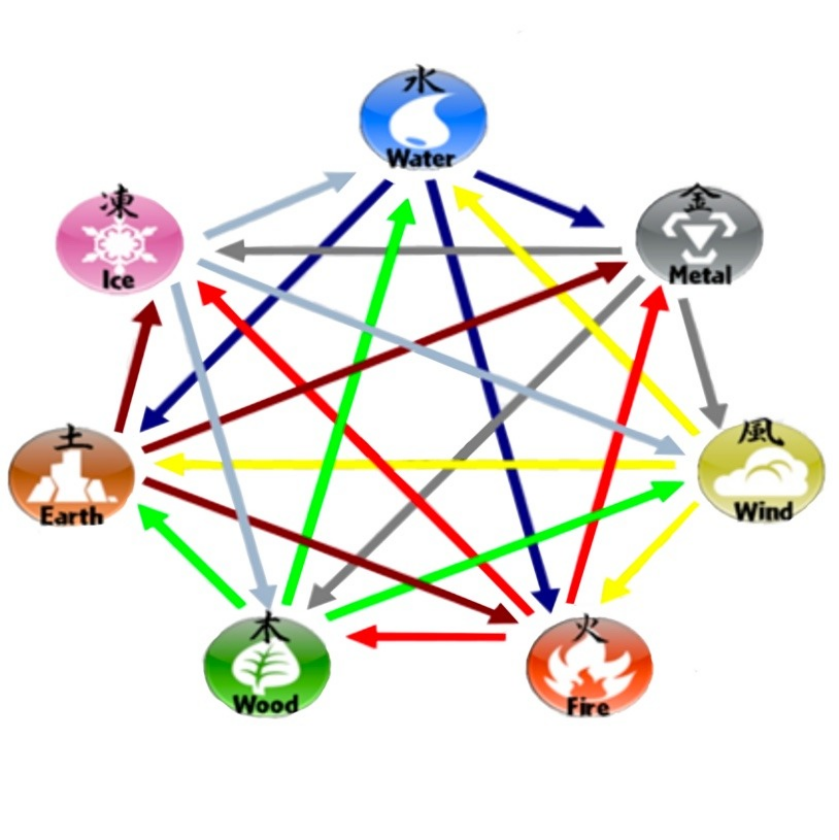 水
Water
凍
Ice
金
Metal
土
Earth
風
Wind
木
Wood
火
Fire